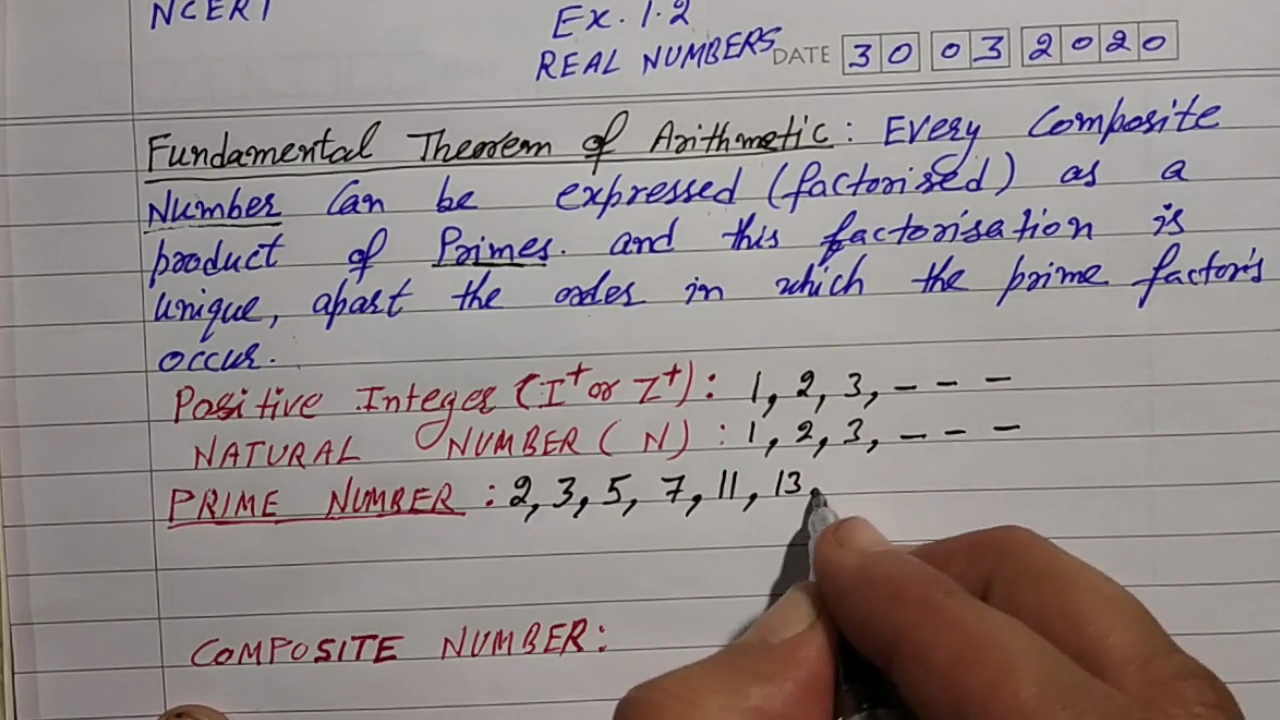 NCERT
Ex. 1.2
REAL NUMBERS DATE 30 03 2020
Fundamental Theorem of Arithmetic: Every Composite
Number Can be expressed (factorised) as a
product of Primes. and this factorisation is
unique, apart the order in which the prime factor's
occur.
Positive Integer (I⁺ or Z⁺) : 1, 2, 3, – – –
NATURAL NUMBER (N) : 1, 2, 3, – – –
PRIME NUMBER : 2, 3, 5, 7, 11, 13,
COMPOSITE NUMBER: